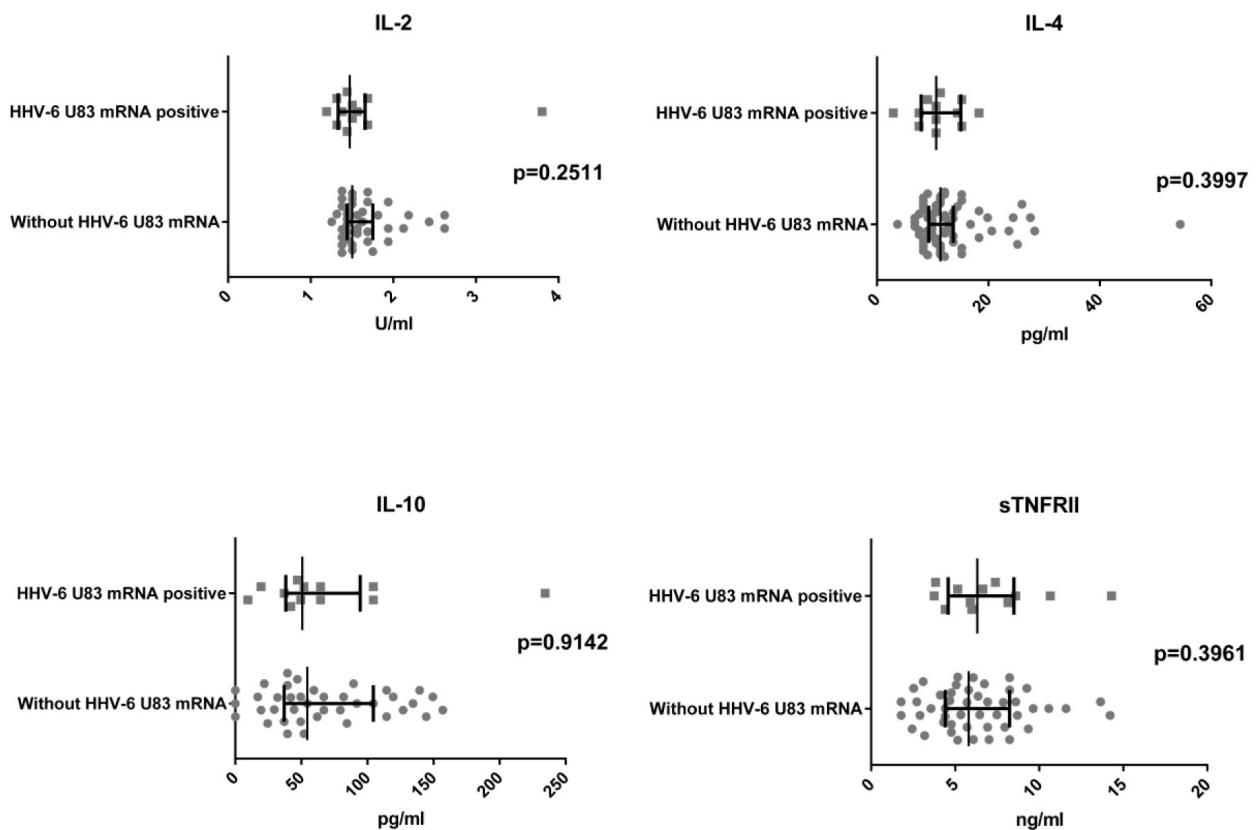 IL-2
HHV-6 U83 mRNA positive
p=0.2511
Without HHV-6 U83 mRNA
0 1 2 3 4
U/ml
IL-4
HHV-6 U83 mRNA positive
p=0.3997
Without HHV-6 U83 mRNA
0 20 40 60
pg/ml
IL-10
HHV-6 U83 mRNA positive
p=0.9142
Without HHV-6 U83 mRNA
0 50 100 150 200 250
pg/ml
sTNFRII
HHV-6 U83 mRNA positive
p=0.3961
Without HHV-6 U83 mRNA
0 5 10 15 20
ng/ml